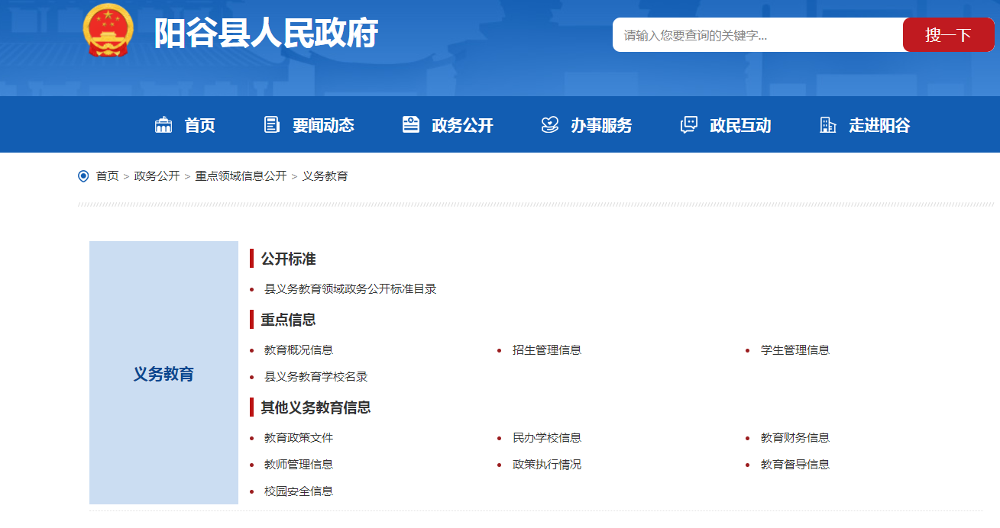 阳谷县人民政府
请输入您要查询的关键字...
搜一下
首页 要闻动态 政务公开 办事服务 政民互动 走进阳谷
首页 > 政务公开 > 重点领域信息公开 > 义务教育
义务教育
公开标准
县义务教育领域政务公开标准目录
重点信息
教育概况信息 招生管理信息 学生管理信息
县义务教育学校名录
其他义务教育信息
教育政策文件 民办学校信息 教育财务信息
教师管理信息 政策执行情况 教育督导信息
校园安全信息